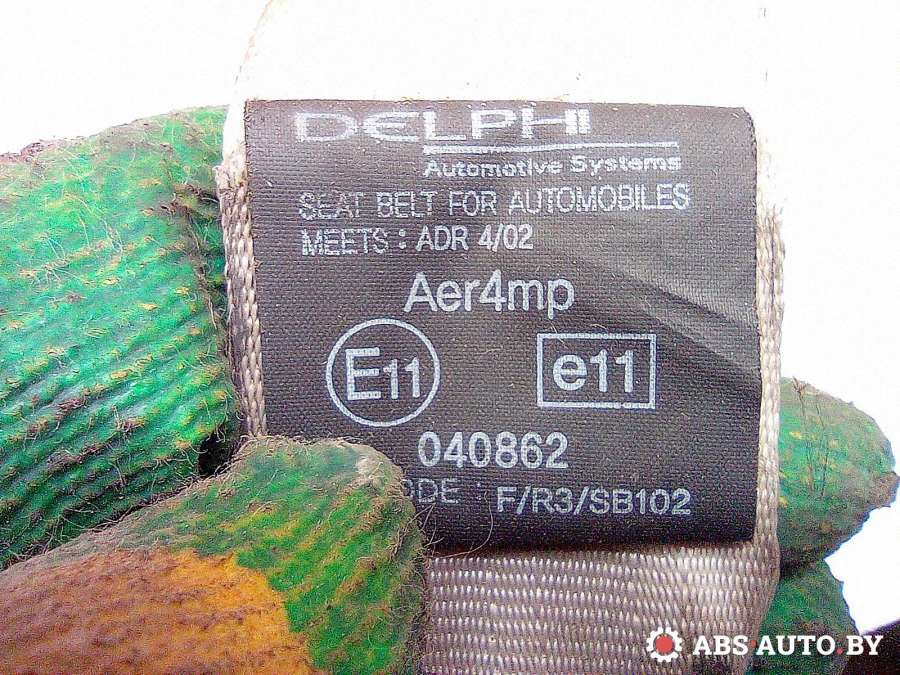 DELPHI
Automotive Systems
SEAT BELT FOR AUTOMOBILES
MEETS : ADR 4/02
Aer4mp
E11 e11
040862
DE : F/R3/SB102
ABS-AUTO.BY